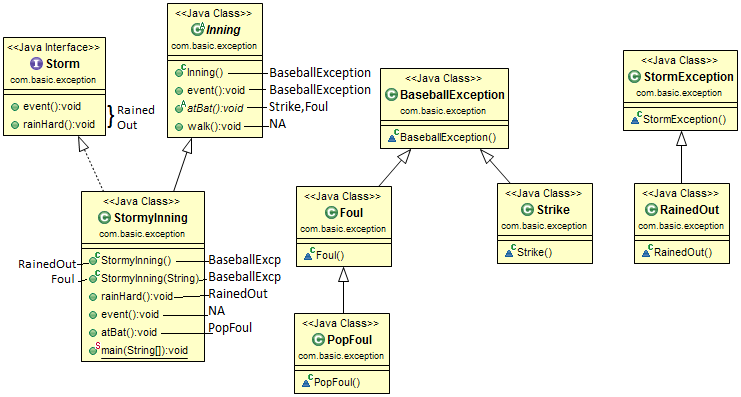 <<Java Interface>>
Storm
com.basic.exception
event():void
rainHard():void
Rained
Out
<<Java Class>>
Inning
com.basic.exception
Inning()
BaseballException
event():void
BaseballException
atBat():void
Strike,Foul
walk():void
NA
<<Java Class>>
BaseballException
com.basic.exception
BaseballException()
<<Java Class>>
StormException
com.basic.exception
StormException()
<<Java Class>>
StormyInning
com.basic.exception
RainedOut
StormyInning()
BaseballExcp
Foul
StormyInning(String)
BaseballExcp
rainHard():void
RainedOut
event():void
NA
atBat():void
PopFoul
main(String[]):void
<<Java Class>>
Foul
com.basic.exception
Foul()
<<Java Class>>
Strike
com.basic.exception
Strike()
<<Java Class>>
RainedOut
com.basic.exception
RainedOut()
<<Java Class>>
PopFoul
com.basic.exception
PopFoul()